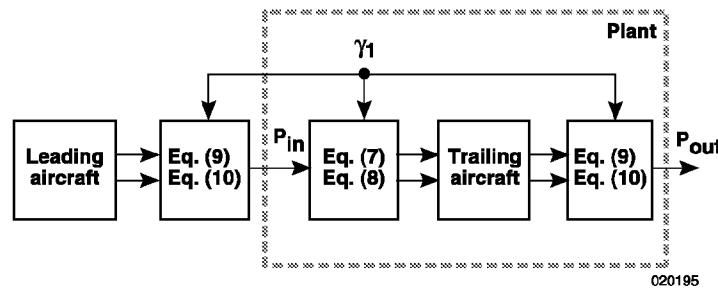 Plant
γ1
Pin
Pout
Leading
aircraft
Eq. (9)
Eq. (10)
Eq. (7)
Eq. (8)
Trailing
aircraft
Eq. (9)
Eq. (10)
020195